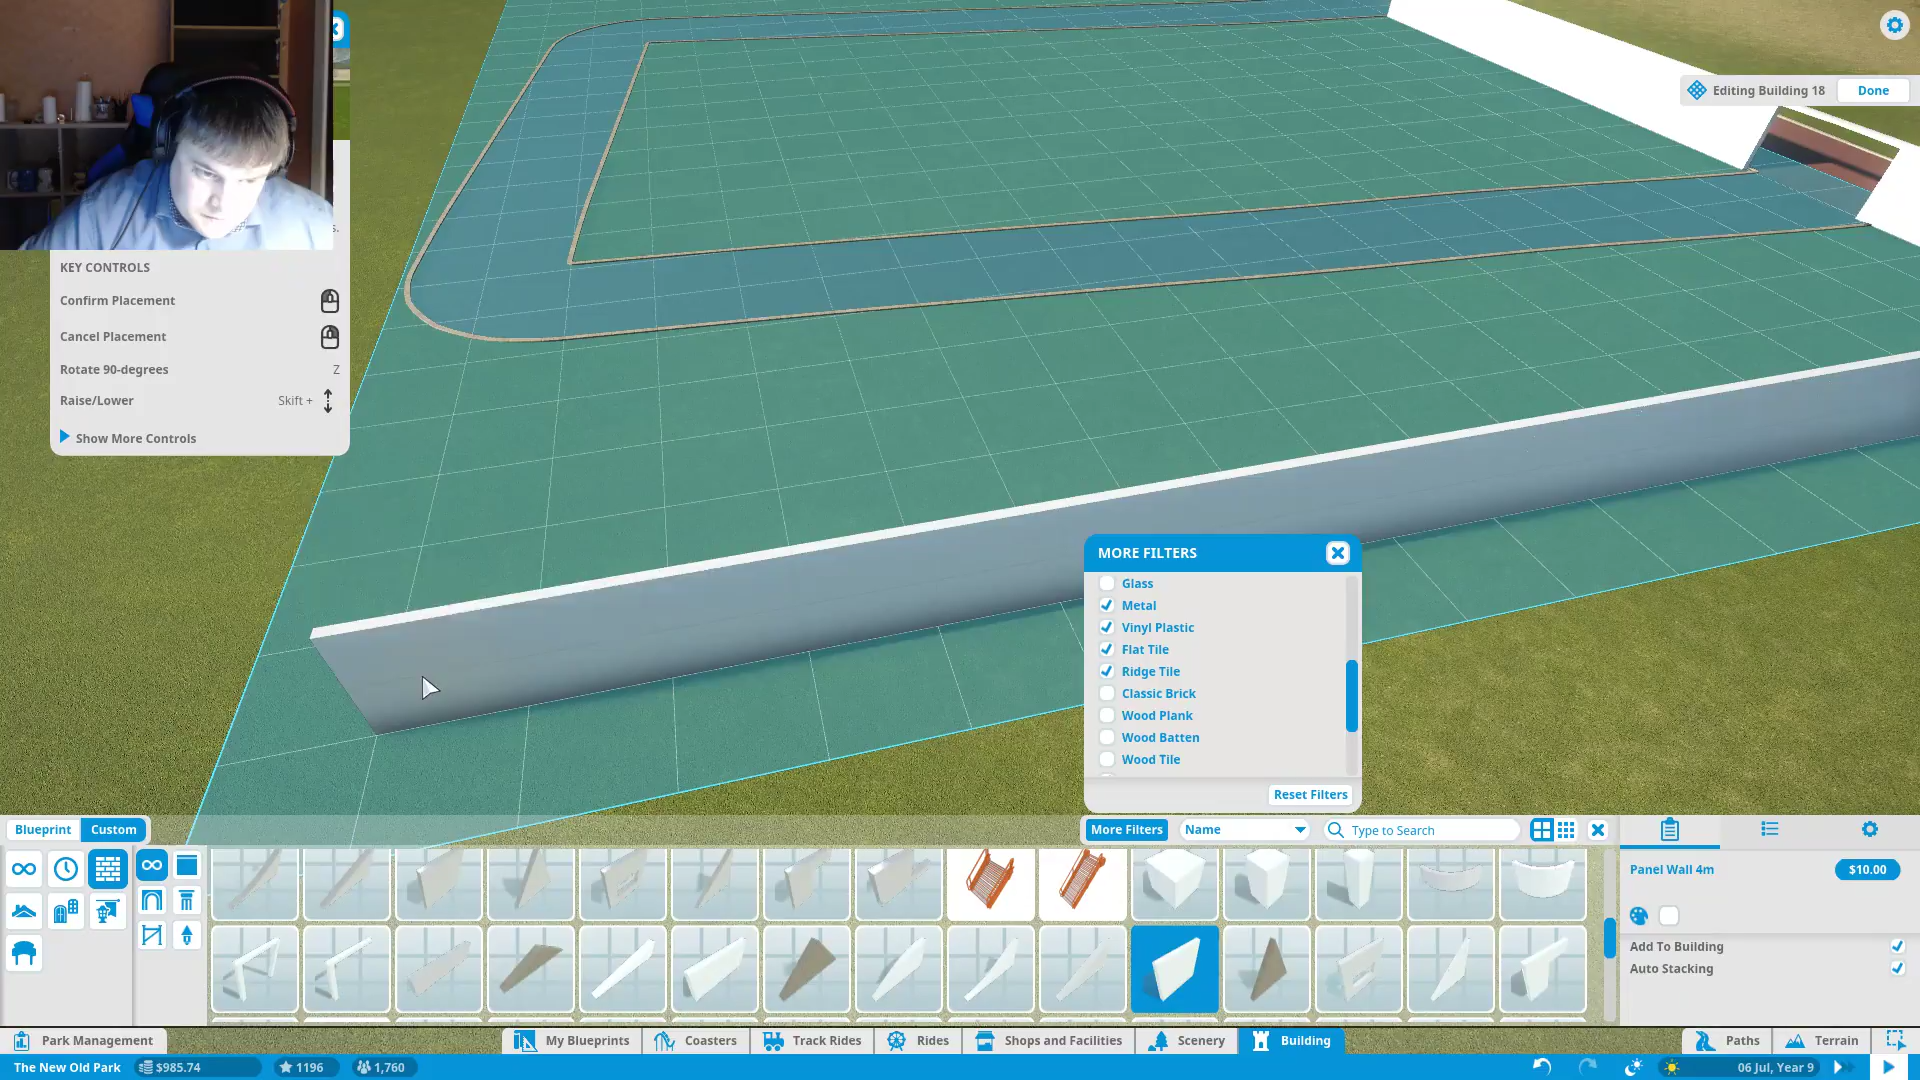 Editing Building 18
Done
s.
KEY CONTROLS
Confirm Placement
Cancel Placement
Rotate 90-degrees Z
Raise/Lower Skift +
Show More Controls
MORE FILTERS
Glass
Metal
Vinyl Plastic
Flat Tile
Ridge Tile
Classic Brick
Wood Plank
Wood Batten
Wood Tile
Reset Filters
Blueprint Custom
More Filters Name Type to Search
Panel Wall 4m $10.00
Add To Building
Auto Stacking
Park Management My Blueprints Coasters Track Rides Rides Shops and Facilities Scenery Building Paths Terrain
The New Old Park $985.74 1196 1,760 06 Jul, Year 9